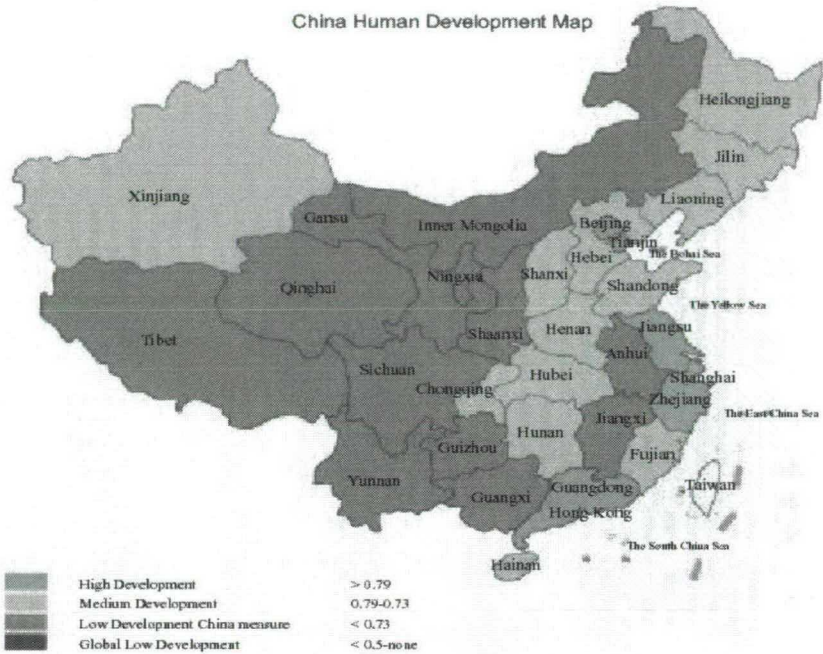 China Human Development Map
Heilongjiang
Jilin
Xinjiang
Liaoning
Gansu
Inner Mongolia
Beijing
Tianjin
The Bohai Sea
Hebei
Ningxia
Shanxi
Qinghai
Shandong
The Yellow Sea
Shaanxi
Henan
Jiangsu
Tibet
Anhui
Sichuan
Hubei
Shanghai
Chongqing
Zhejiang
The East China Sea
Hunan
Jiangxi
Guizhou
Fujian
Yunnan
Guangxi
Guangdong
Taiwan
Hong Kong
The South China Sea
Hainan
High Development > 0.79
Medium Development 0.79-0.73
Low Development China measure < 0.73
Global Low Development < 0.5-none